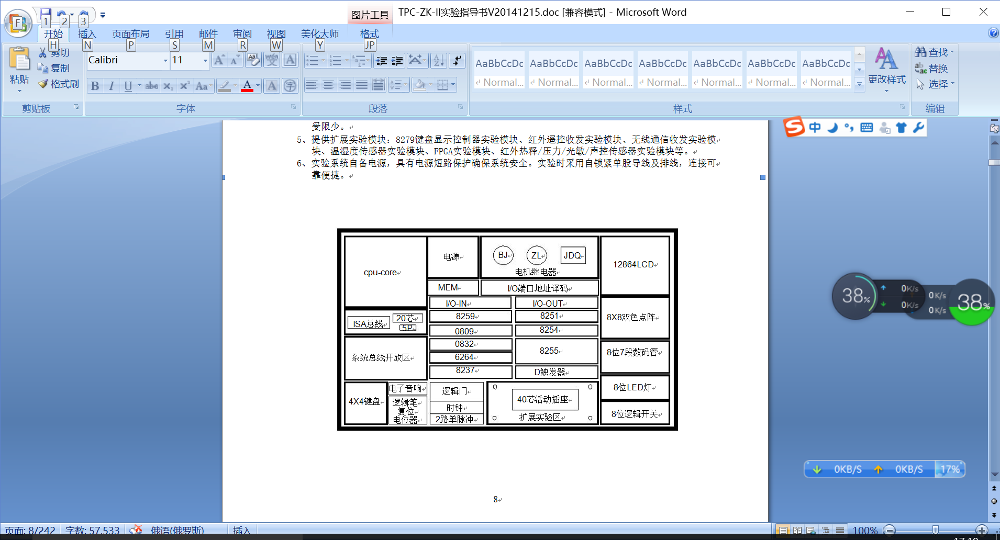 图片工具
TPC-ZK-II实验指导书V20141215.doc [兼容模式] - Microsoft Word
F
1
2
3
开始
插入
页面布局
引用
邮件
审阅
视图
美化大师
格式
H
N
P
S
M
R
W
Y
JP
粘贴
剪切
复制
格式刷
剪贴板
Calibri
11
字体
段落
AaBbCcDc AaBbCcDc AaBbCcDc AaBbCcDc AaBbCcDc AaBbCcDc AaBbCcDc
Normal... Normal... Normal... Normal... Normal... Normal... Normal...
更改样式
样式
查找
替换
选择
编辑
中
受限少。
5、提供扩展实验模块：8279键盘显示控制器实验模块、红外遥控收发实验模块、无线通信收发实验模
块、温湿度传感器实验模块、FPGA实验模块、红外热释/压力/光敏/声控传感器实验模块等。
6、实验系统自备电源，具有电源短路保护确保系统安全。实验时采用自锁紧单股导线及排线，连接可
靠便捷。
cpu-core
电源
BJ
ZL
JDQ
电机继电器
12864LCD
MEM
I/O端口地址译码
I/O-IN
I/O-OUT
ISA总线
20芯
5P
8259
8251
8X8双色点阵
0809
8254
系统总线开放区
0832
8255
6264
8位7段数码管
8237
D触发器
4X4键盘
电子音响
逻辑笔
复位
电位器
逻辑门
时钟
2路单脉冲
40芯活动插座
扩展实验区
8位LED灯
8位逻辑开关
8
38%
0K/s
0K/s
0K/s
0K/s
38%
0KB/S
0KB/S
17%
页面: 8/242
字数: 57,533
俄语(俄罗斯)
插入
100%